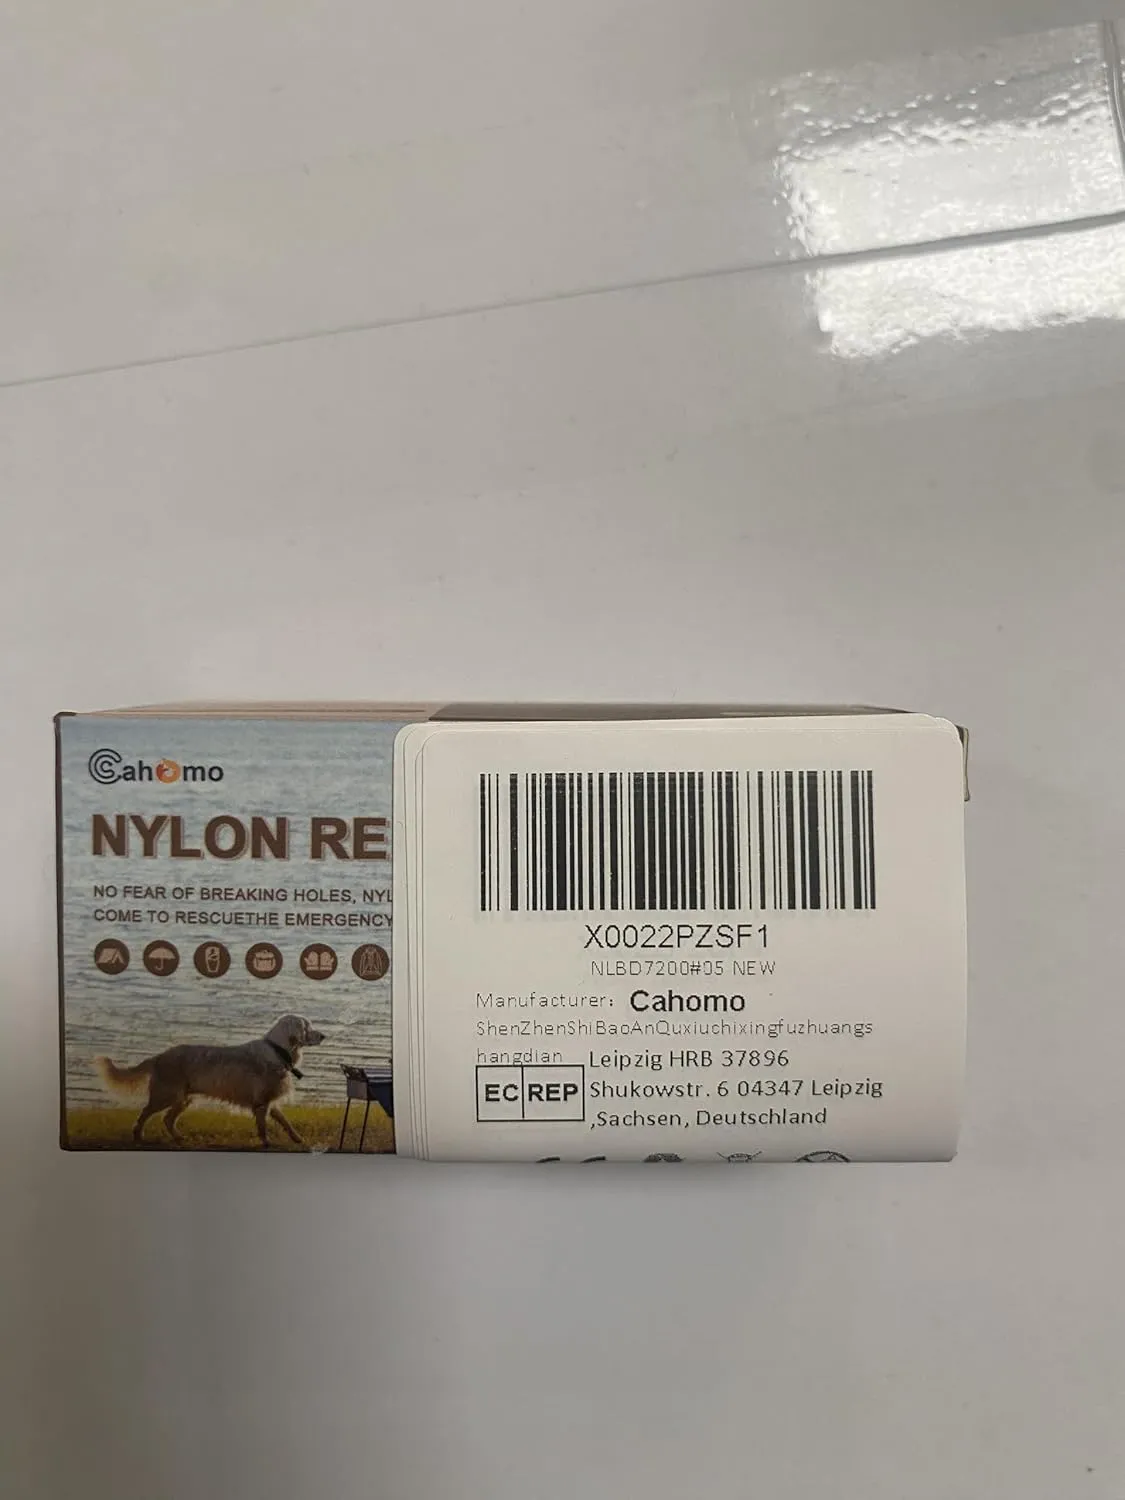 Cahomo
NYLON RE
NO FEAR OF BREAKING HOLES, NYL
COME TO RESCUETHE EMERGENCY
X0022PZSF1
NLBD7200#05 NEW
Manufacturer: Cahomo
ShenZhenShiBaoAnQuxiuchixingfuzhuangs
hangdian
EC REP
Leipzig HRB 37896
Shukowstr. 6 04347 Leipzig
,Sachsen, Deutschland